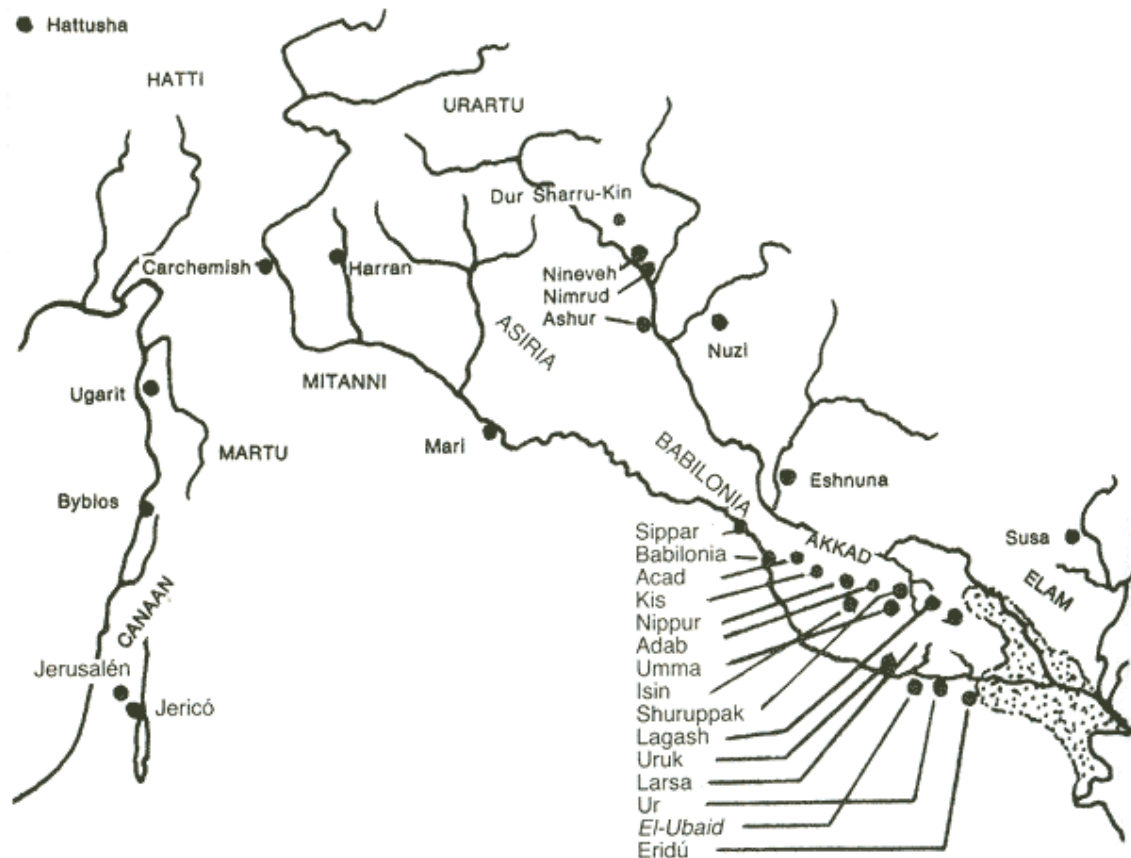 Hattusha
HATTI
URARTU
Dur Sharru-Kin
Carchemish
Harran
Nineveh
Nimrud
Ashur
ASIRIA
Nuzi
MITANNI
Ugarit
MARTU
Mari
BABILONIA
Eshnuna
Byblos
AKKAD
Susa
ELAM
CANAAN
Sippar
Babilonia
Acad
Kis
Nippur
Adab
Umma
Isin
Shuruppak
Lagash
Uruk
Larsa
Ur
El-Ubaid
Eridú
Jerusalén
Jericó